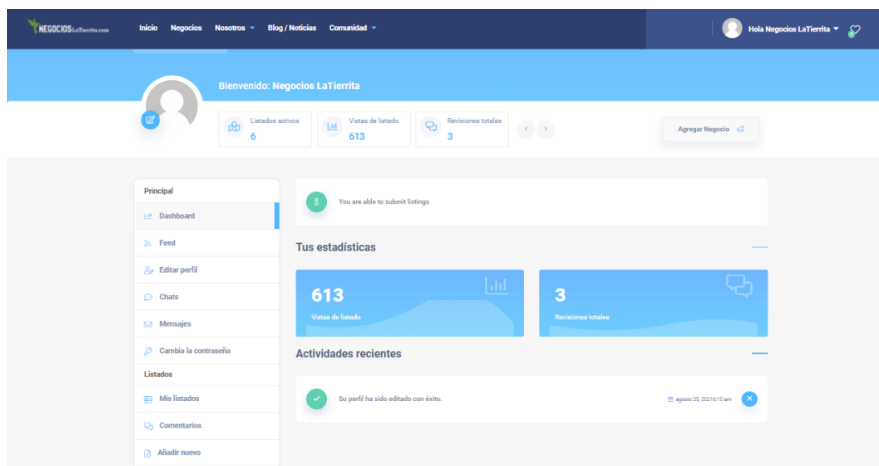 NEGOCIOS LaTierrita.com
Inicio Negocios Nosotros Blog / Noticias Comunidad
Hola Negocios LaTierrita
Bienvenido: Negocios LaTierrita
Listados activos
6
Vistas de listado
613
Revisiones totales
3
Agregar Negocio
Principal
Dashboard
Feed
Editar perfil
Chats
Mensajes
Cambia la contraseña
Listados
Mis listados
Comentarios
Añadir nuevo
You are able to submit listings
Tus estadísticas
613
Vistas de listado
3
Revisiones totales
Actividades recientes
Su perfil ha sido editado con éxito.